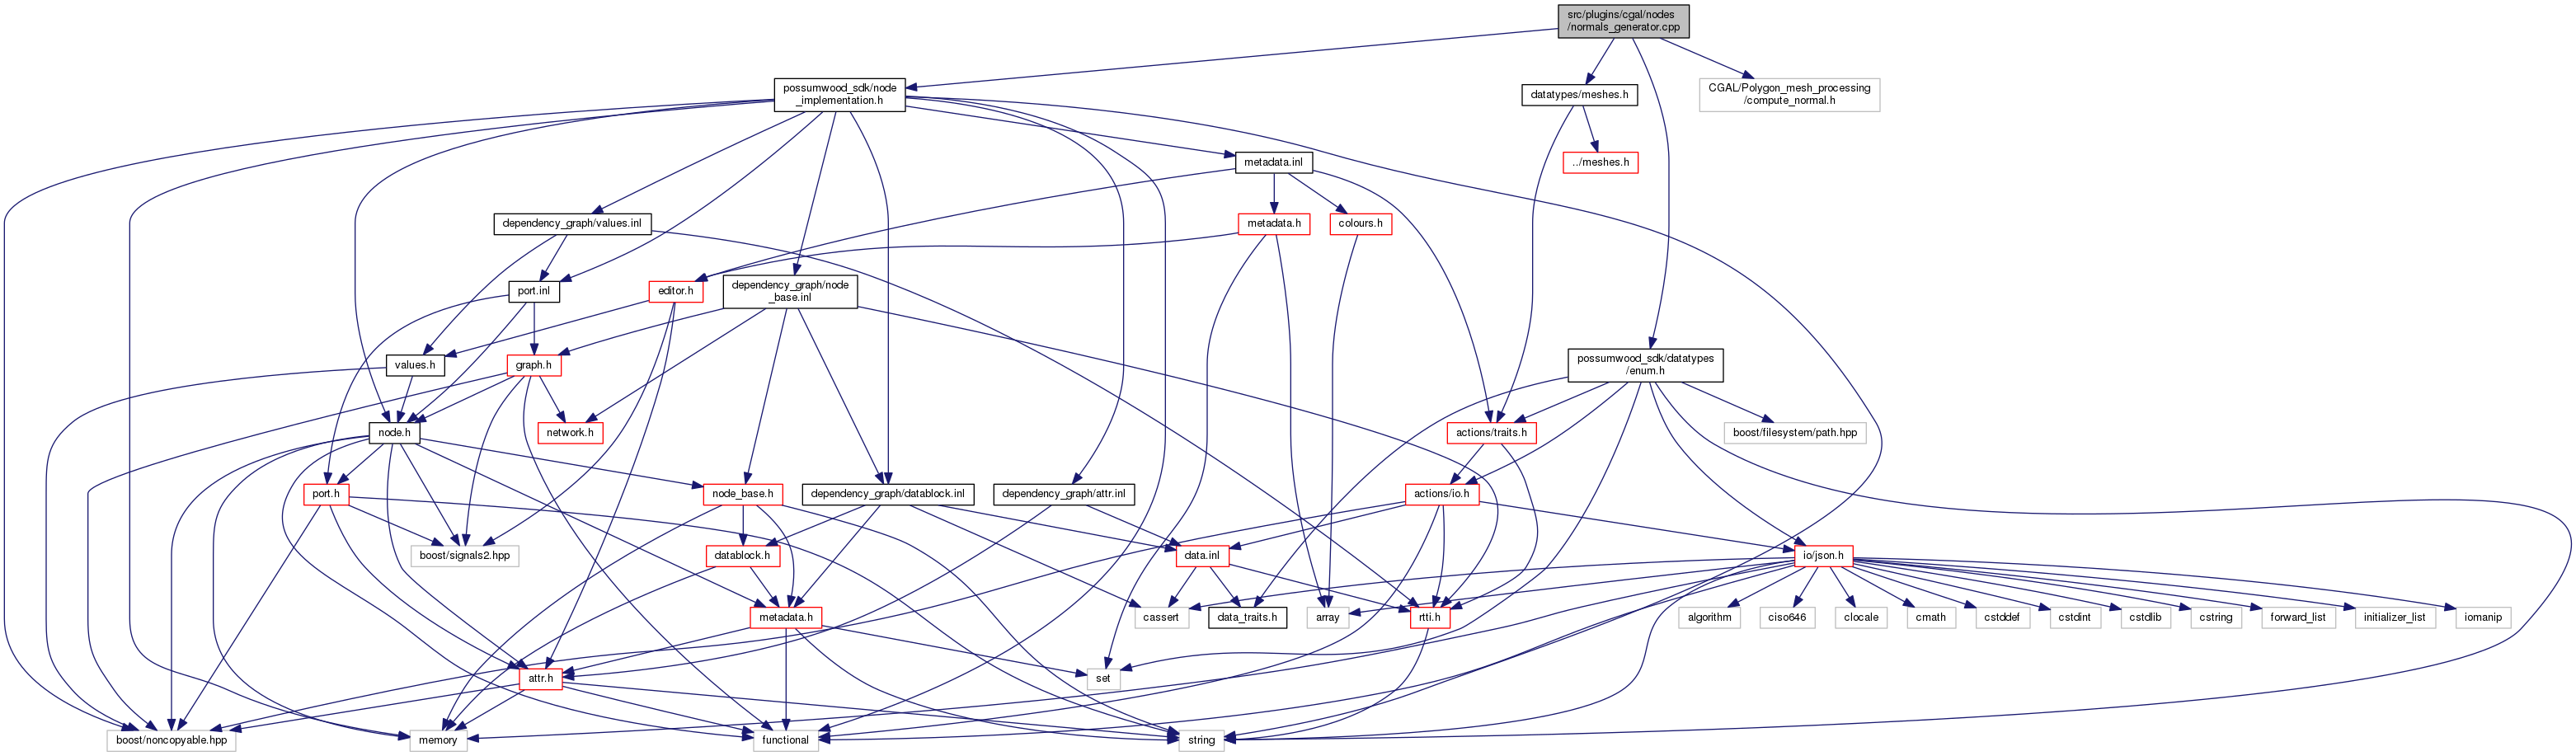 src/plugins/cgal/nodes
/normals_generator.cpp
possumwood_sdk/node
_implementation.h
datatypes/meshes.h
CGAL/Polygon_mesh_processing
/compute_normal.h
metadata.inl
../meshes.h
dependency_graph/values.inl
metadata.h
colours.h
port.inl
editor.h
dependency_graph/node
_base.inl
values.h
graph.h
possumwood_sdk/datatypes
/enum.h
node.h
network.h
actions/traits.h
boost/filesystem/path.hpp
port.h
node_base.h
dependency_graph/datablock.inl
dependency_graph/attr.inl
actions/io.h
boost/signals2.hpp
datablock.h
data.inl
io/json.h
metadata.h
cassert
data_traits.h
array
rtti.h
algorithm
ciso646
clocale
cmath
cstddef
cstdint
cstdlib
cstring
forward_list
initializer_list
iomanip
attr.h
set
boost/noncopyable.hpp
memory
functional
string